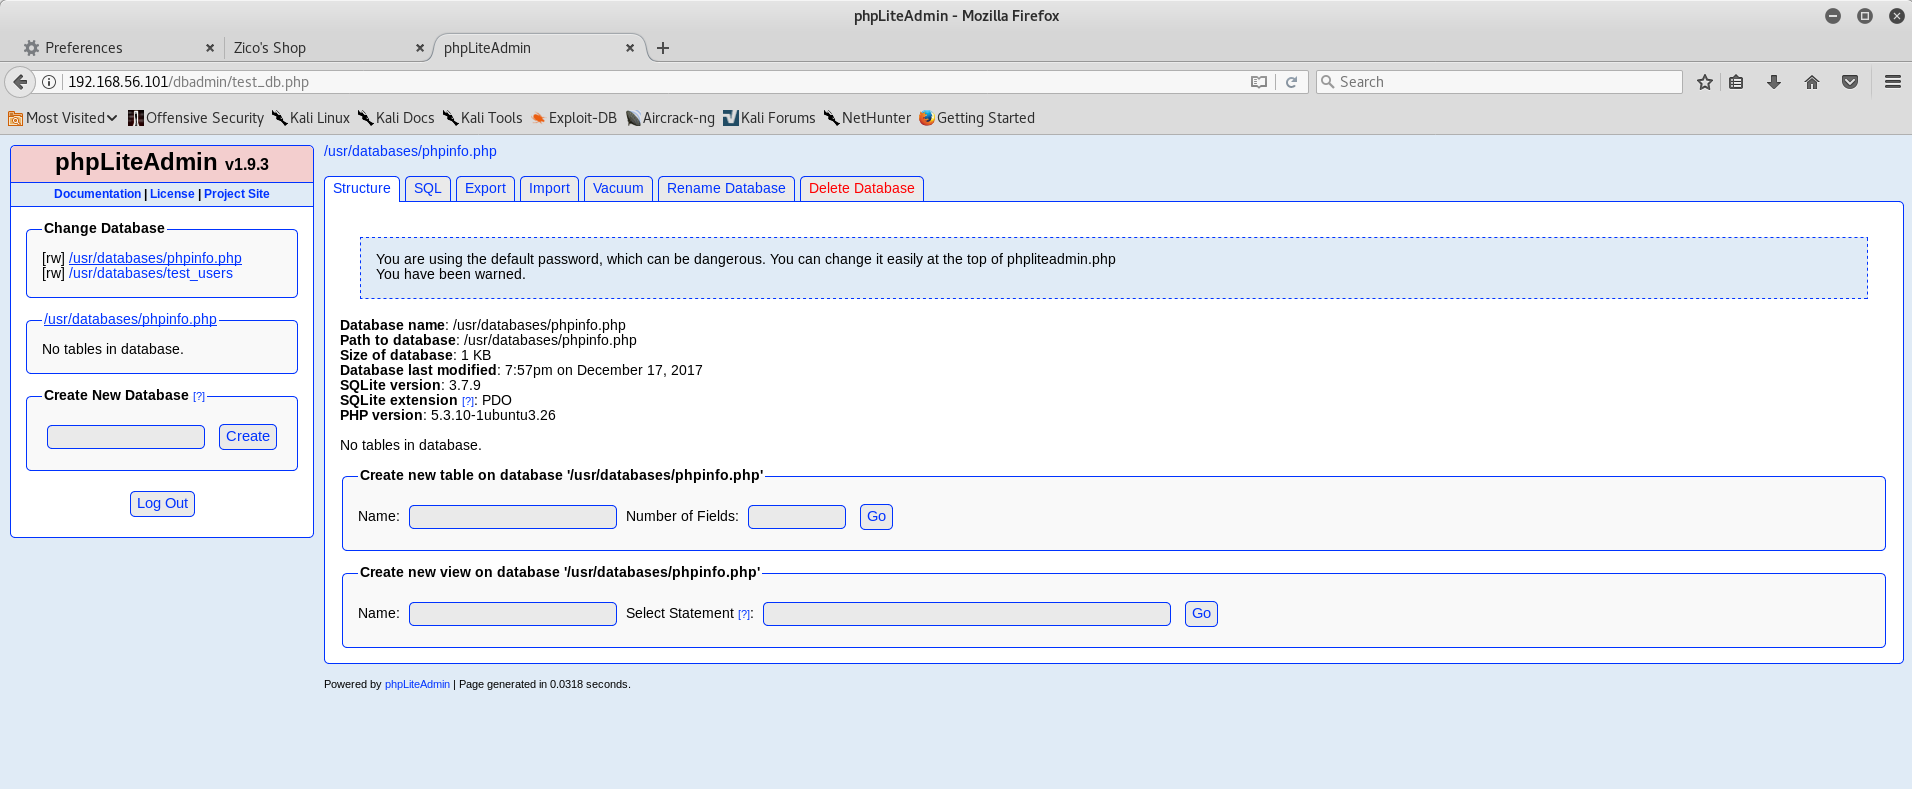 phpLiteAdmin - Mozilla Firefox
Preferences
Zico's Shop
phpLiteAdmin
192.168.56.101/dbadmin/test_db.php
Search
Most Visited
Offensive Security
Kali Linux
Kali Docs
Kali Tools
Exploit-DB
Aircrack-ng
Kali Forums
NetHunter
Getting Started
phpLiteAdmin v1.9.3
Documentation | License | Project Site
Change Database
[rw] /usr/databases/phpinfo.php
[rw] /usr/databases/test_users
/usr/databases/phpinfo.php
No tables in database.
Create New Database [?]
Create
Log Out
/usr/databases/phpinfo.php
Structure
SQL
Export
Import
Vacuum
Rename Database
Delete Database
You are using the default password, which can be dangerous. You can change it easily at the top of phpliteadmin.php
You have been warned.
Database name: /usr/databases/phpinfo.php
Path to database: /usr/databases/phpinfo.php
Size of database: 1 KB
Database last modified: 7:57pm on December 17, 2017
SQLite version: 3.7.9
SQLite extension [?]: PDO
PHP version: 5.3.10-1ubuntu3.26
No tables in database.
Create new table on database '/usr/databases/phpinfo.php'
Name: Number of Fields: Go
Create new view on database '/usr/databases/phpinfo.php'
Name: Select Statement [?]: Go
Powered by phpLiteAdmin | Page generated in 0.0318 seconds.